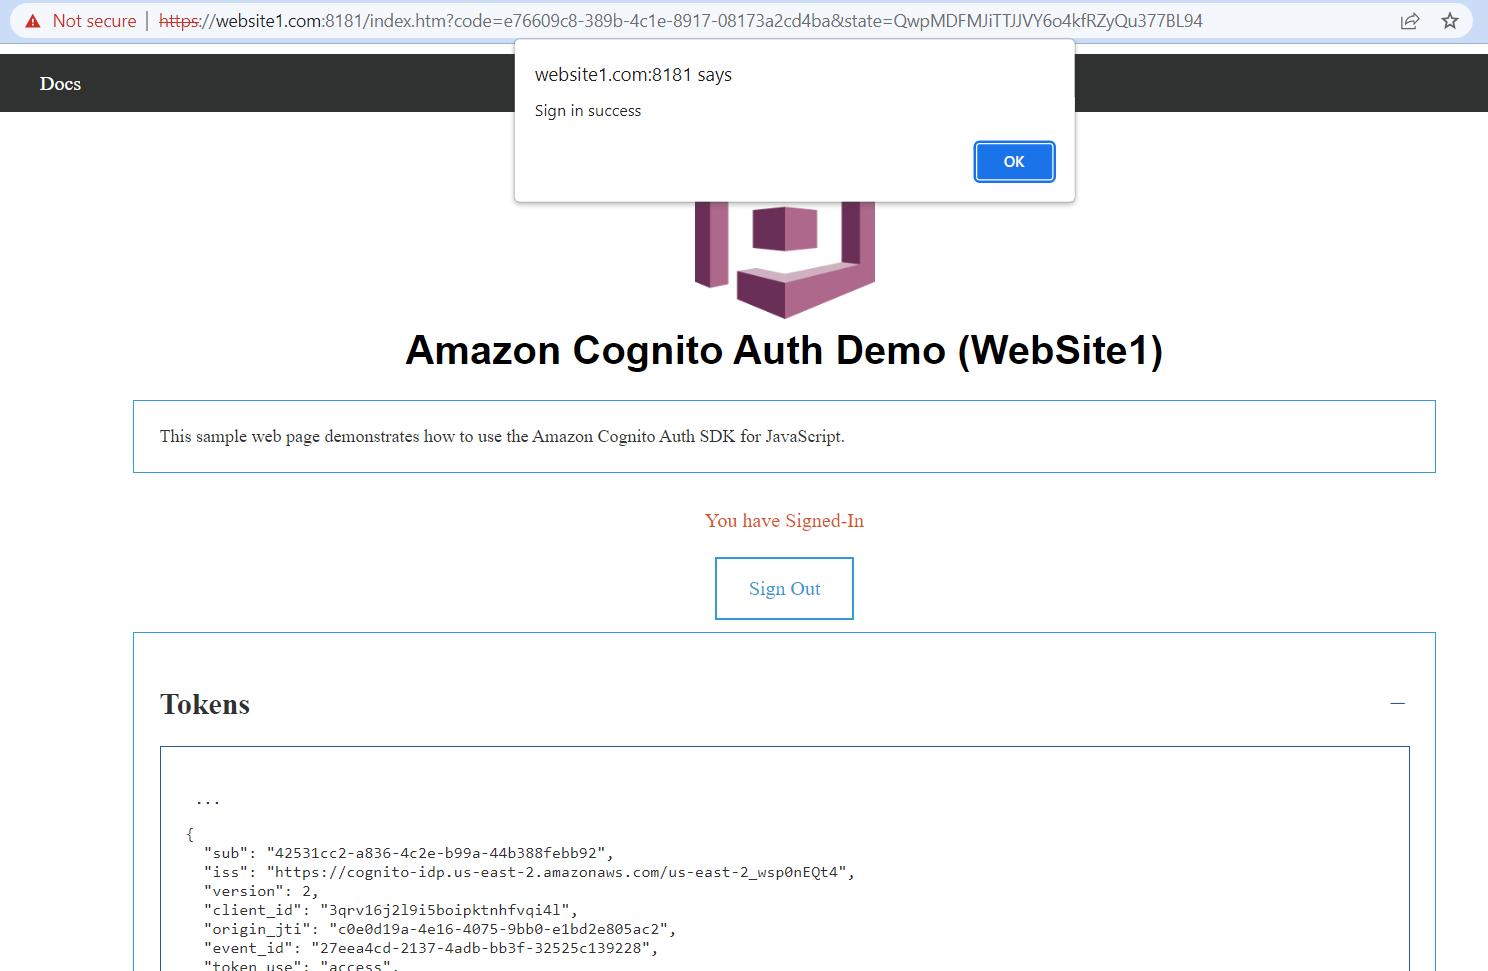 Not secure | https://website1.com:8181/index.htm?code=e76609c8-389b-4c1e-8917-08173a2cd4ba&state=QwpMDFMJiTTJJVY6o4kfRZyQu377BL94
Docs
website1.com:8181 says
Sign in success
OK
Amazon Cognito Auth Demo (WebSite1)
This sample web page demonstrates how to use the Amazon Cognito Auth SDK for JavaScript.
You have Signed-In
Sign Out
Tokens
...
{
"sub": "42531cc2-a836-4c2e-b99a-44b388febb92",
"iss": "https://cognito-idp.us-east-2.amazonaws.com/us-east-2_wsp0nEQt4",
"version": 2,
"client_id": "3qrv16j2l9i5boipktnhfvqi4l",
"origin_jti": "c0e0d19a-4e16-4075-9bb0-e1bd2e805ac2",
"event_id": "27eea4cd-2137-4adb-bb3f-32525c139228",
"token_use": "access",